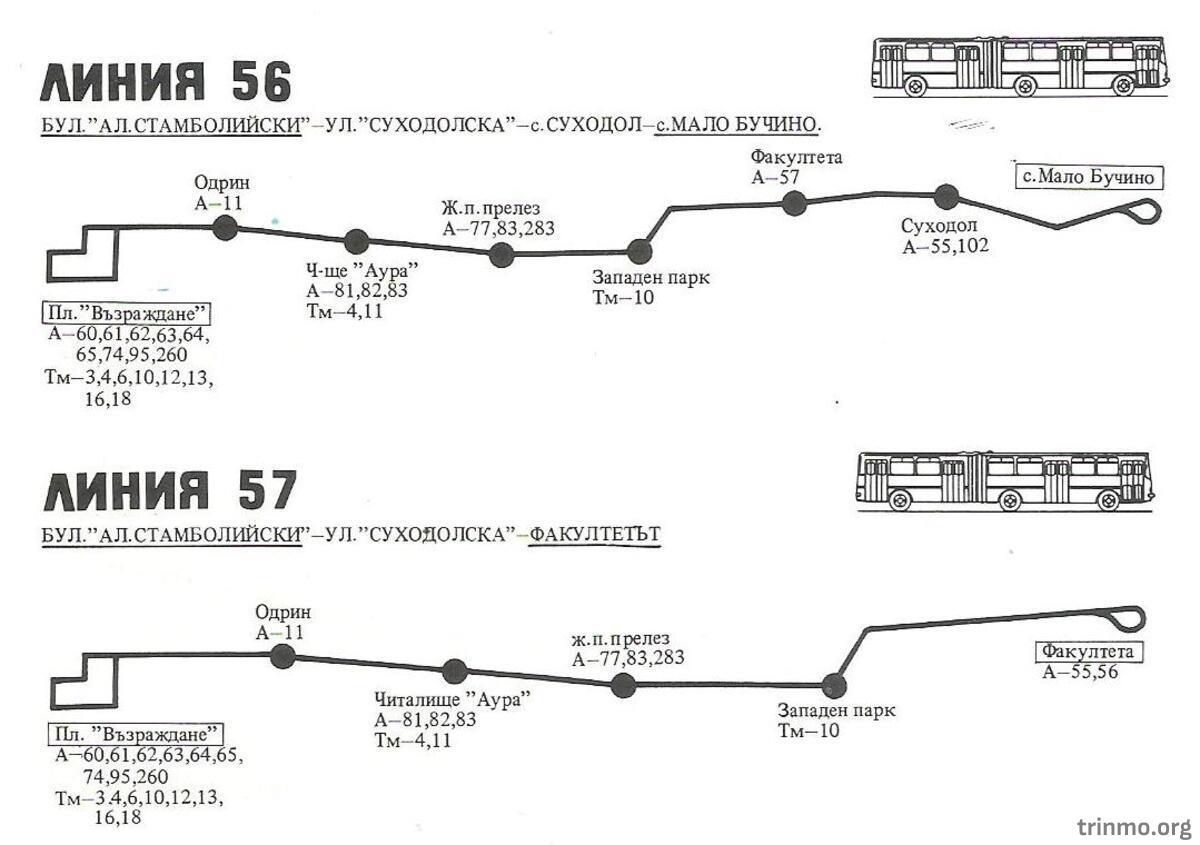 ЛИНИЯ 56
БУЛ."АЛ.СТАМБОЛИЙСКИ"–УЛ."СУХОДОЛСКА"–с.СУХОДОЛ–с.МАЛО БУЧИНО.
Одрин
А–11
Ч-ще "Аура"
А–81,82,83
Тм–4,11
Ж.п.прелез
А–77,83,283
Западен парк
Тм–10
Факултета
А–57
Суходол
А–55,102
с.Мало Бучино
Пл."Възраждане"
А–60,61,62,63,64,
65,74,95,260
Тм–3,4,6,10,12,13,
16,18
ЛИНИЯ 57
БУЛ."АЛ.СТАМБОЛИЙСКИ"–УЛ."СУХОДОЛСКА"–ФАКУЛТЕТЪТ
Одрин
А–11
Читалище "Аура"
А–81,82,83
Тм–4,11
ж.п.прелез
А–77,83,283
Западен парк
Тм–10
Факултета
А–55,56
Пл. "Възраждане"
А–60,61,62,63,64,65,
74,95,260
Тм–3.4,6,10,12,13,
16,18
trinmo.org